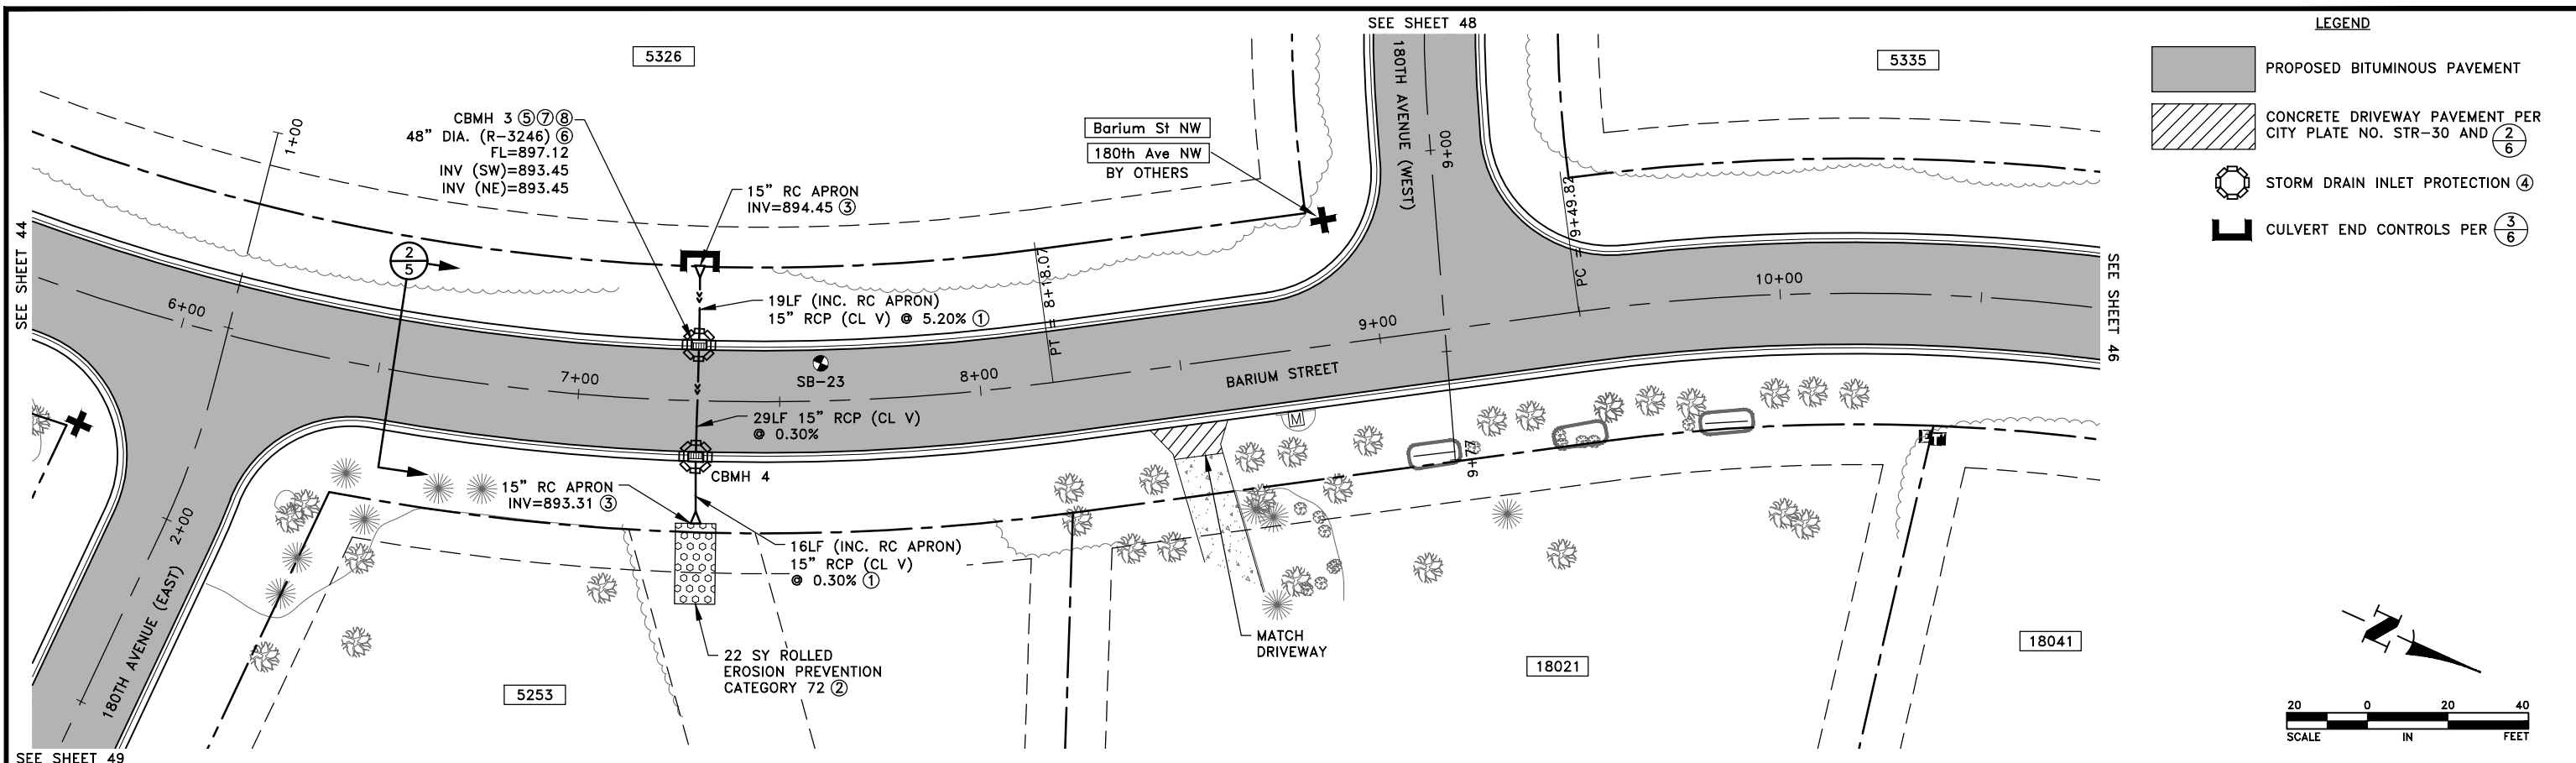 SEE SHEET 48
5326
5335
LEGEND
PROPOSED BITUMINOUS PAVEMENT
CONCRETE DRIVEWAY PAVEMENT PER
CITY PLATE NO. STR-30 AND 2/6
STORM DRAIN INLET PROTECTION ④
CULVERT END CONTROLS PER 3/6
1+00
CBMH 3 ⑤⑦⑧
48" DIA. (R-3246) ⑥
FL=897.12
INV (SW)=893.45
INV (NE)=893.45
15" RC APRON
INV=894.45 ③
Barium St NW
180th Ave NW
BY OTHERS
180TH AVENUE (WEST)
9+00
SEE SHEET 44
2
5
19LF (INC. RC APRON)
15" RCP (CL V) @ 5.20% ①
PT = 8+18.07
PC = 9+49.82
10+00
SEE SHEET 46
6+00
7+00
SB-23
8+00
9+00
BARIUM STREET
29LF 15" RCP (CL V)
@ 0.30%
M
CBMH 4
9+77
15" RC APRON
INV=893.31 ③
2+00
180TH AVENUE (EAST)
16LF (INC. RC APRON)
15" RCP (CL V)
@ 0.30% ①
MATCH
DRIVEWAY
22 SY ROLLED
EROSION PREVENTION
CATEGORY 72 ②
5253
18021
18041
N
20 0 20 40
SCALE IN FEET
SEE SHEET 49